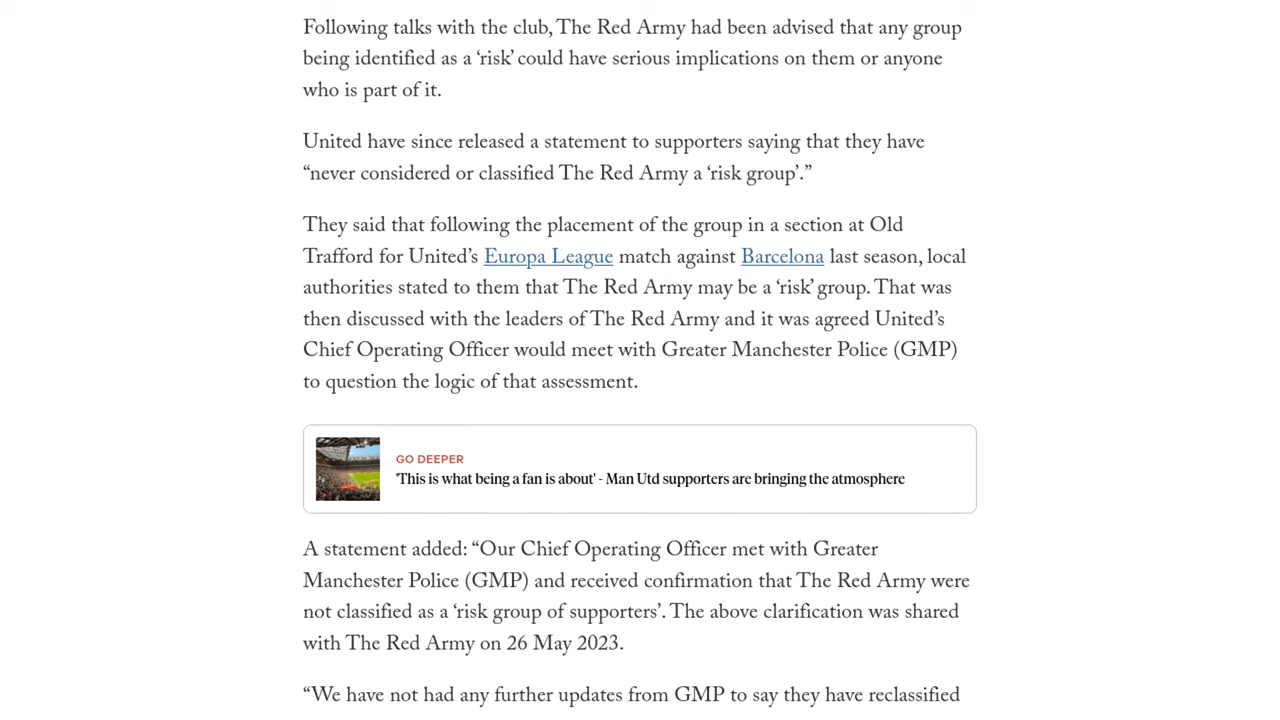 Following talks with the club, The Red Army had been advised that any group
being identified as a ‘risk’ could have serious implications on them or anyone
who is part of it.
United have since released a statement to supporters saying that they have
“never considered or classified The Red Army a ‘risk group’.”
They said that following the placement of the group in a section at Old
Trafford for United’s Europa League match against Barcelona last season, local
authorities stated to them that The Red Army may be a ‘risk’ group. That was
then discussed with the leaders of The Red Army and it was agreed United’s
Chief Operating Officer would meet with Greater Manchester Police (GMP)
to question the logic of that assessment.
GO DEEPER
'This is what being a fan is about' - Man Utd supporters are bringing the atmosphere
A statement added: “Our Chief Operating Officer met with Greater
Manchester Police (GMP) and received confirmation that The Red Army were
not classified as a ‘risk group of supporters’. The above clarification was shared
with The Red Army on 26 May 2023.
“We have not had any further updates from GMP to say they have reclassified